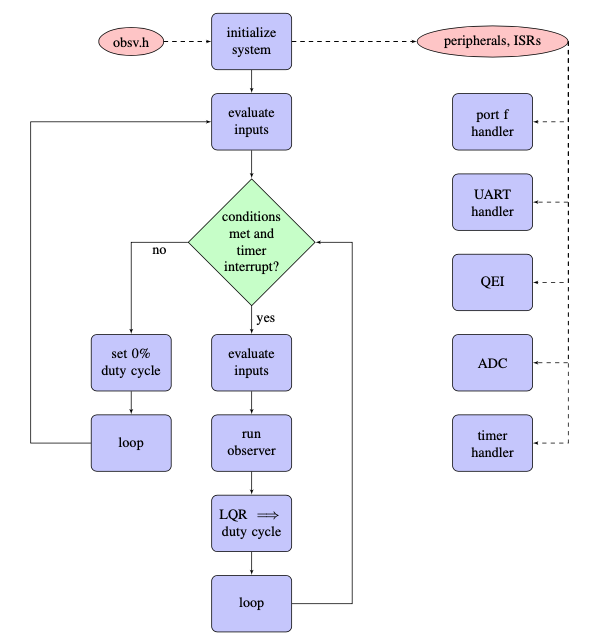 obsv.h
initialize
system
peripherals, ISRs
evaluate
inputs
port f
handler
conditions
met and
timer
interrupt?
UART
handler
no
QEI
yes
set 0%
duty cycle
evaluate
inputs
ADC
loop
run
observer
timer
handler
LQR ⟹
duty cycle
loop